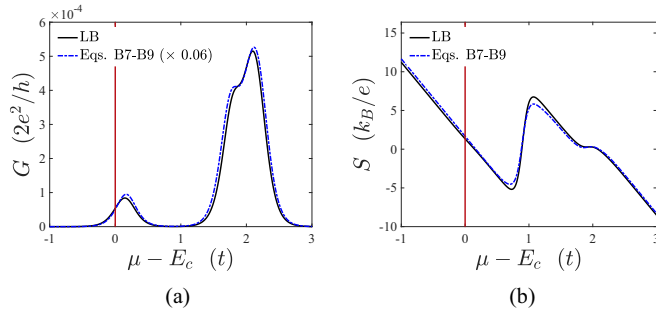 ×10⁻⁴
6
5
4
3
2
1
0
-1 0 1 2 3
G (2e²/h)
μ − E_c (t)
LB
Eqs. B7-B9 (× 0.06)
(a)
15
10
5
0
-5
-10
-1 0 1 2 3
S (k_B/e)
μ − E_c (t)
LB
Eqs. B7-B9
(b)